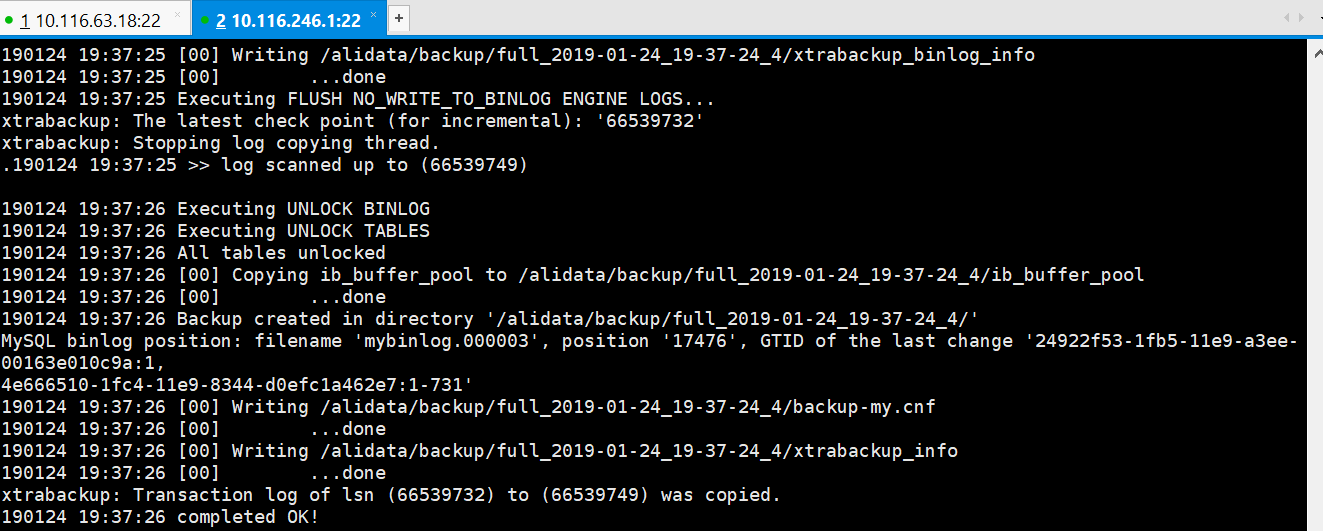 1 10.116.63.18:22 × 2 10.116.246.1:22 × +
190124 19:37:25 [00] Writing /alidata/backup/full_2019-01-24_19-37-24_4/xtrabackup_binlog_info
190124 19:37:25 [00]        ...done
190124 19:37:25 Executing FLUSH NO_WRITE_TO_BINLOG ENGINE LOGS...
xtrabackup: The latest check point (for incremental): '66539732'
xtrabackup: Stopping log copying thread.
.190124 19:37:25 >> log scanned up to (66539749)
190124 19:37:26 Executing UNLOCK BINLOG
190124 19:37:26 Executing UNLOCK TABLES
190124 19:37:26 All tables unlocked
190124 19:37:26 [00] Copying ib_buffer_pool to /alidata/backup/full_2019-01-24_19-37-24_4/ib_buffer_pool
190124 19:37:26 [00]        ...done
190124 19:37:26 Backup created in directory '/alidata/backup/full_2019-01-24_19-37-24_4/'
MySQL binlog position: filename 'mybinlog.000003', position '17476', GTID of the last change '24922f53-1fb5-11e9-a3ee-
00163e010c9a:1,
4e666510-1fc4-11e9-8344-d0efc1a462e7:1-731'
190124 19:37:26 [00] Writing /alidata/backup/full_2019-01-24_19-37-24_4/backup-my.cnf
190124 19:37:26 [00]        ...done
190124 19:37:26 [00] Writing /alidata/backup/full_2019-01-24_19-37-24_4/xtrabackup_info
190124 19:37:26 [00]        ...done
xtrabackup: Transaction log of lsn (66539732) to (66539749) was copied.
190124 19:37:26 completed OK!